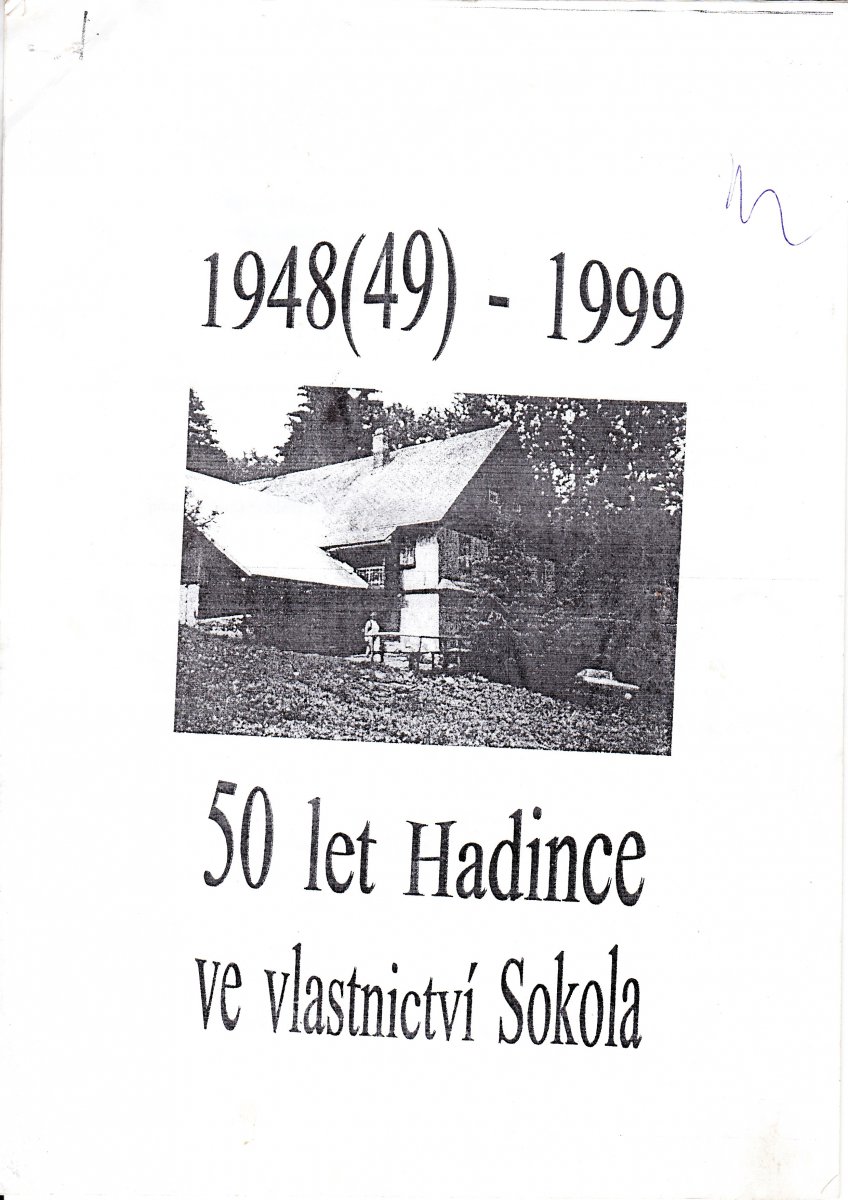 1948(49) - 1999
50 let Hadince
ve vlastnictví Sokola